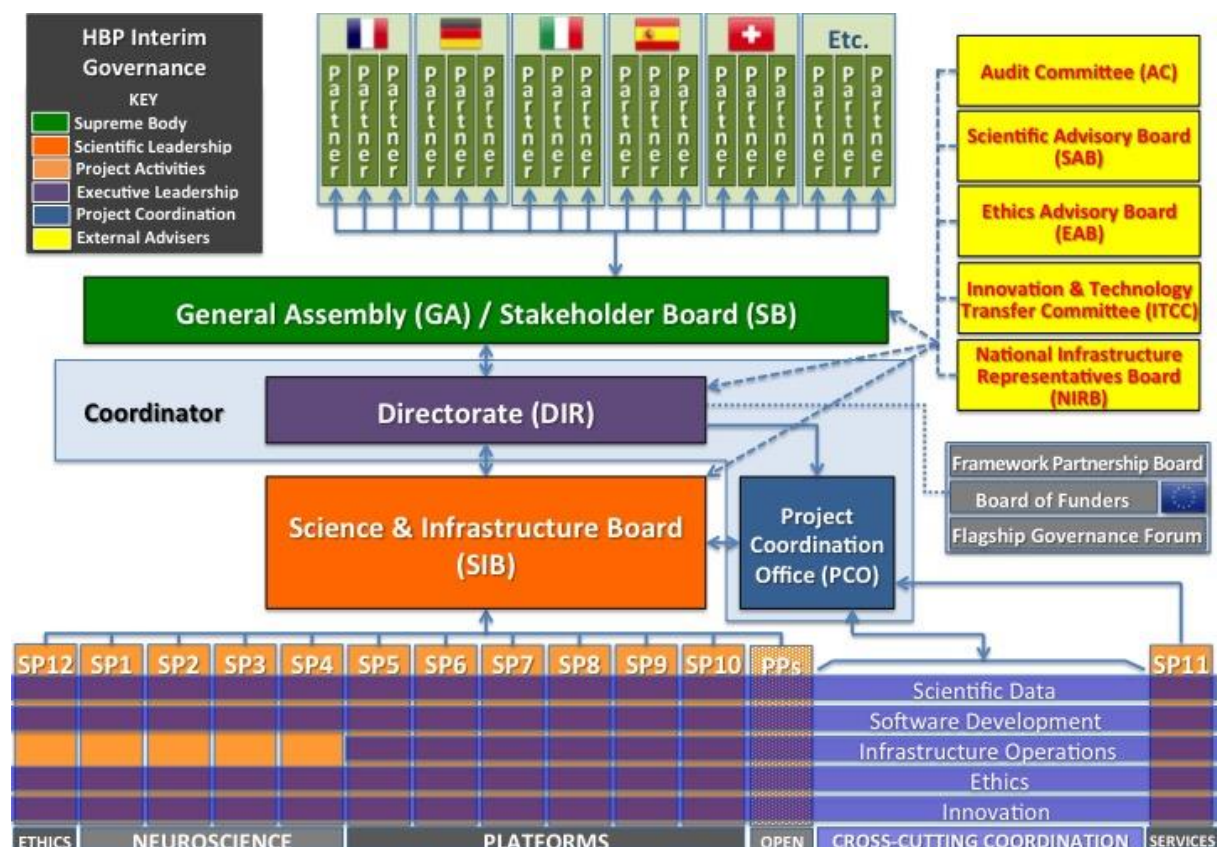 HBP Interim
Governance
KEY
Supreme Body
Scientific Leadership
Project Activities
Executive Leadership
Project Coordination
External Advisers
Etc.
Partner Partner Partner Partner Partner Partner Partner Partner Partner Partner Partner Partner Partner Partner Partner Partner Partner Partner
Audit Committee (AC)
Scientific Advisory Board
(SAB)
Ethics Advisory Board
(EAB)
Innovation & Technology
Transfer Committee (ITCC)
National Infrastructure
Representatives Board
(NIRB)
General Assembly (GA) / Stakeholder Board (SB)
Coordinator
Directorate (DIR)
Framework Partnership Board
Board of Funders
Flagship Governance Forum
Science & Infrastructure Board
(SIB)
Project
Coordination
Office (PCO)
SP12 SP1 SP2 SP3 SP4 SP5 SP6 SP7 SP8 SP9 SP10 PPs SP11
Scientific Data
Software Development
Infrastructure Operations
Ethics
Innovation
ETHICS NEUROSCIENCE PLATFORMS OPEN CROSS-CUTTING COORDINATION SERVICES